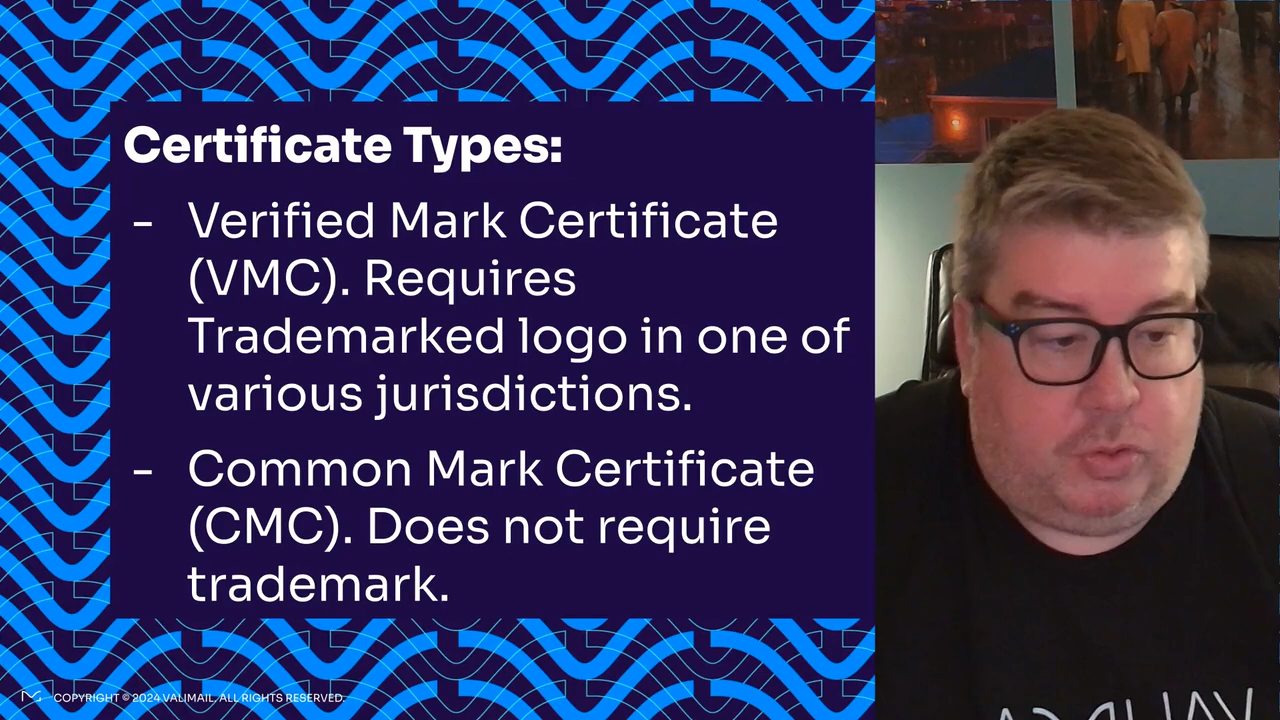 Certificate Types:
- Verified Mark Certificate
(VMC). Requires
Trademarked logo in one of
various jurisdictions.
- Common Mark Certificate
(CMC). Does not require
trademark.
COPYRIGHT © 2024 VALIMAIL. ALL RIGHTS RESERVED.